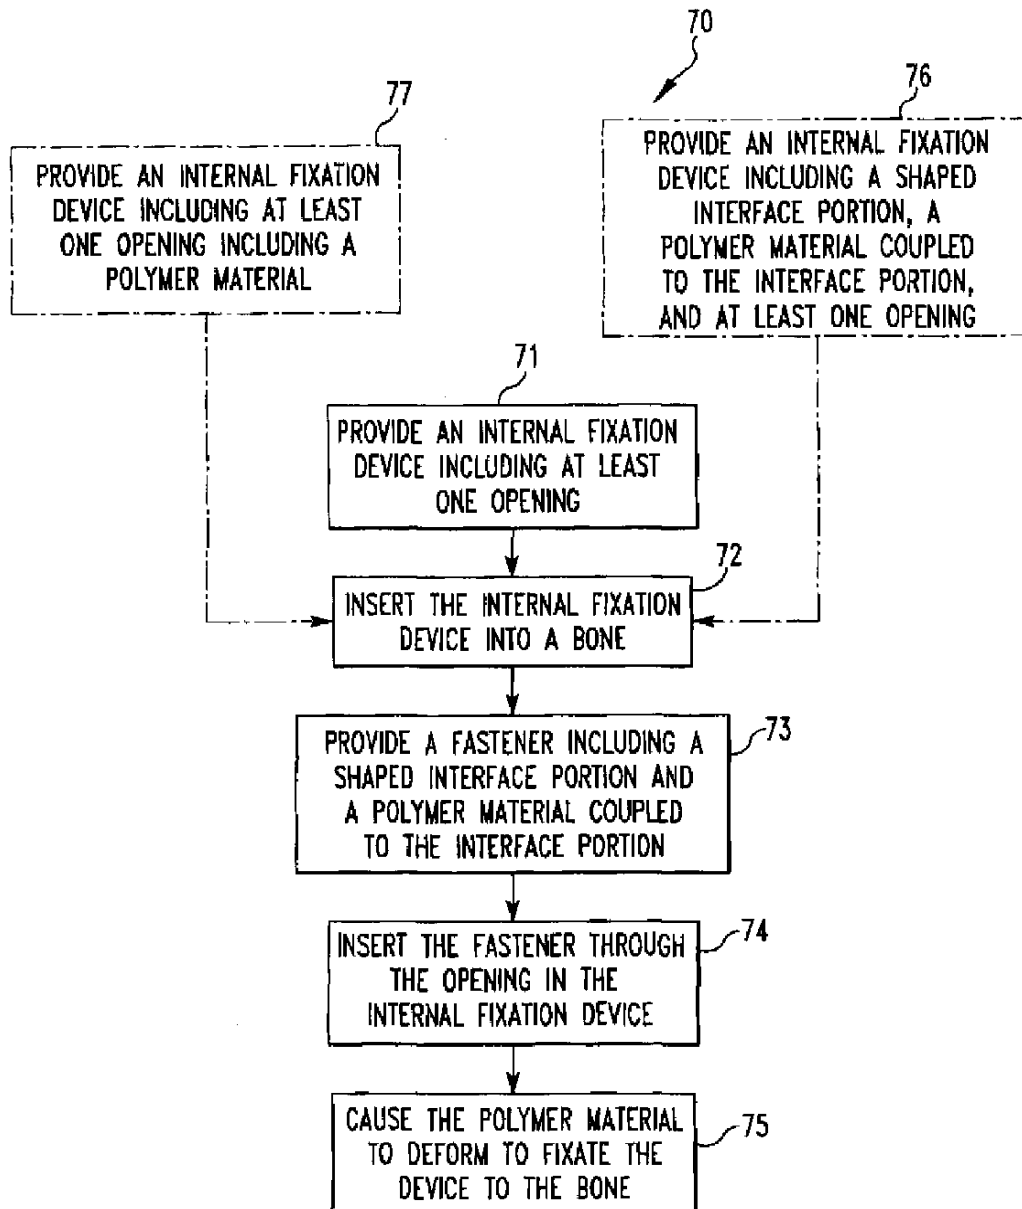 70
77
76
PROVIDE AN INTERNAL FIXATION
DEVICE INCLUDING AT LEAST
ONE OPENING INCLUDING A
POLYMER MATERIAL
PROVIDE AN INTERNAL FIXATION
DEVICE INCLUDING A SHAPED
INTERFACE PORTION, A
POLYMER MATERIAL COUPLED
TO THE INTERFACE PORTION,
AND AT LEAST ONE OPENING
71
PROVIDE AN INTERNAL FIXATION
DEVICE INCLUDING AT LEAST
ONE OPENING
72
INSERT THE INTERNAL FIXATION
DEVICE INTO A BONE
73
PROVIDE A FASTENER INCLUDING A
SHAPED INTERFACE PORTION AND
A POLYMER MATERIAL COUPLED
TO THE INTERFACE PORTION
74
INSERT THE FASTENER THROUGH
THE OPENING IN THE
INTERNAL FIXATION DEVICE
75
CAUSE THE POLYMER MATERIAL
TO DEFORM TO FIXATE THE
DEVICE TO THE BONE